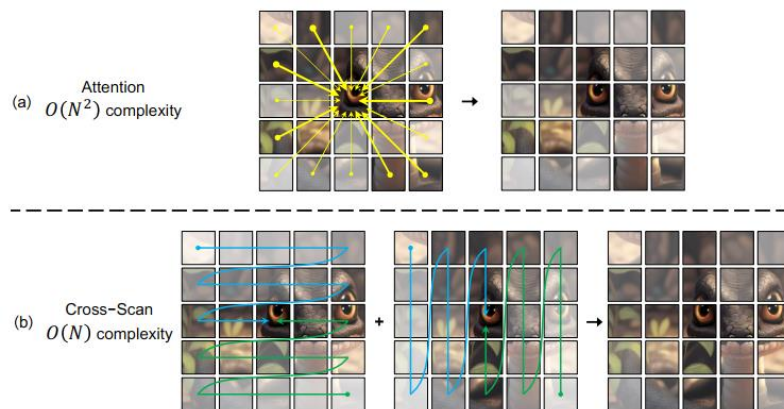 (a) Attention
O(N²) complexity
(b) Cross-Scan
O(N) complexity
+